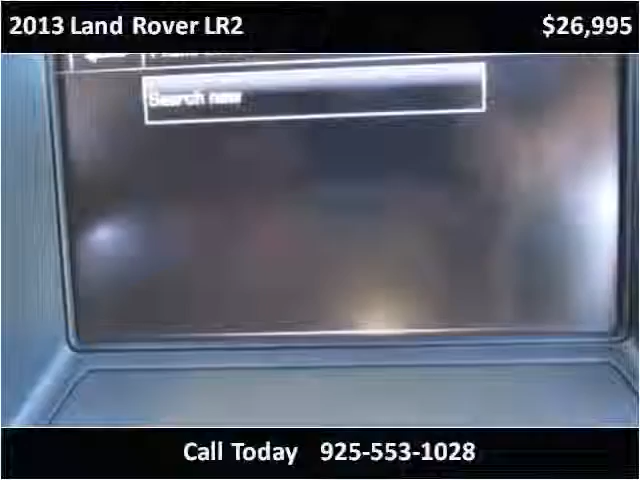 2013 Land Rover LR2 $26,995
Search new
Call Today 925-553-1028